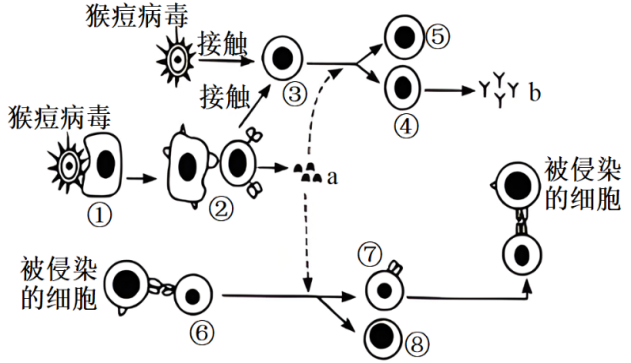 猴痘病毒
接触
⑤
③
接触
④
b
猴痘病毒
①
②
a
被侵染
的细胞
被侵染
的细胞
⑥
⑦
⑧